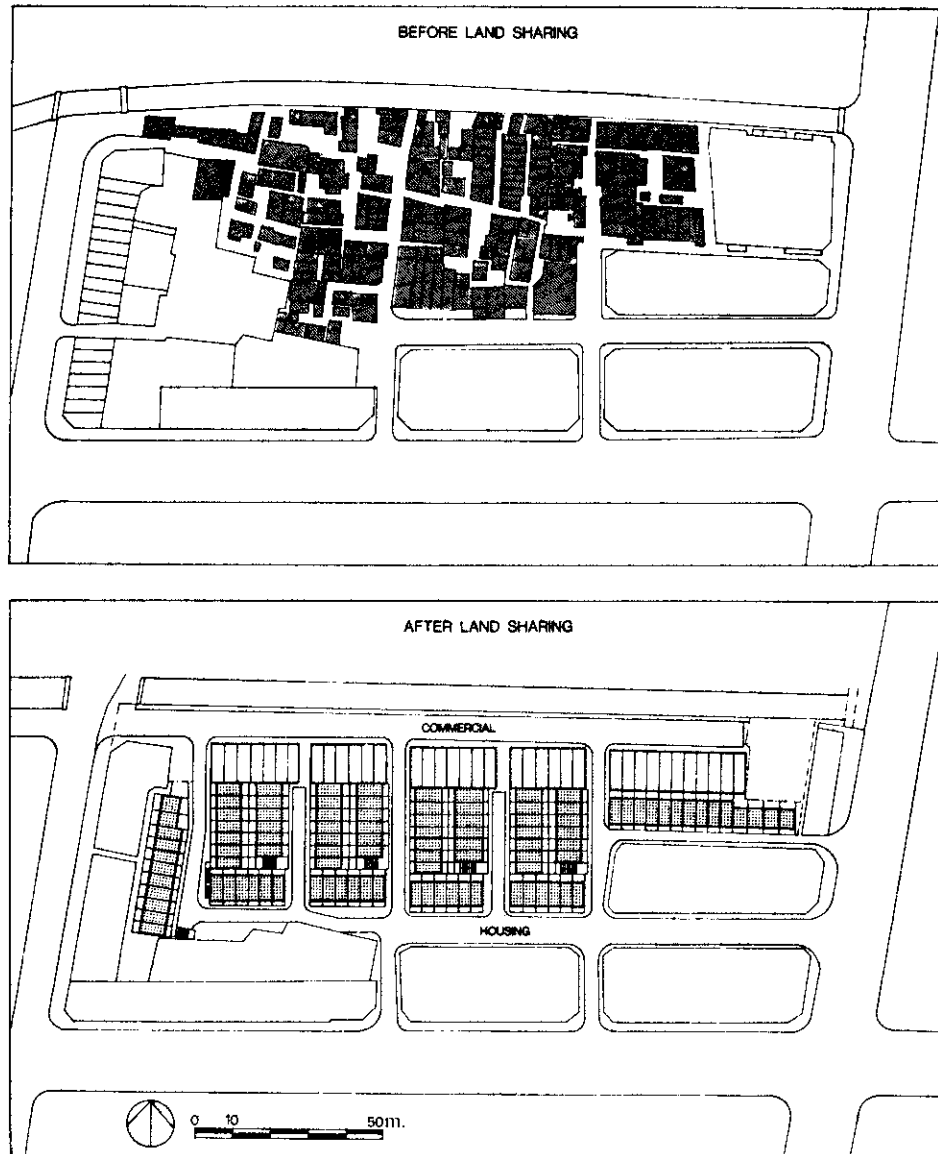 BEFORE LAND SHARING
AFTER LAND SHARING
COMMERCIAL
HOUSING
0 10 50m.